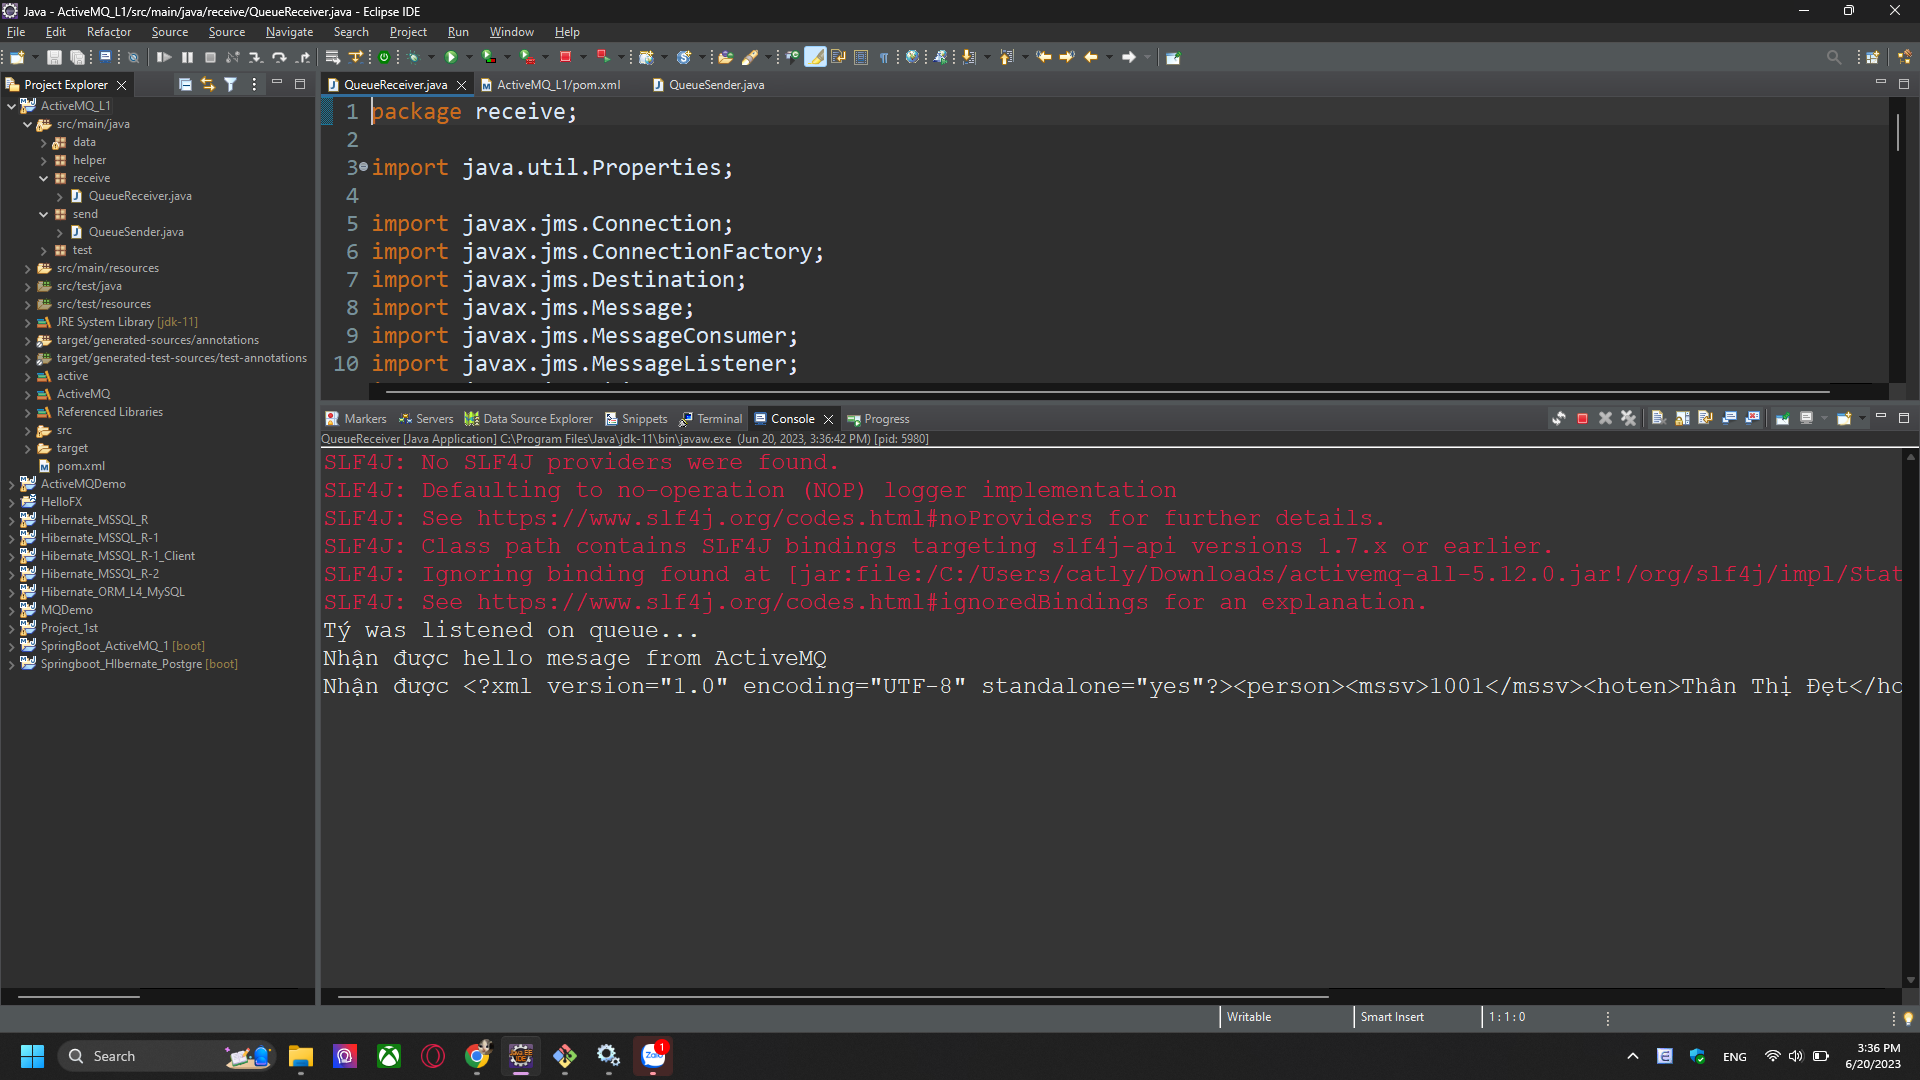 Java - ActiveMQ_L1/src/main/java/receive/QueueReceiver.java - Eclipse IDE
File Edit Refactor Source Source Navigate Search Project Run Window Help
Project Explorer
ActiveMQ_L1
src/main/java
data
helper
receive
QueueReceiver.java
send
QueueSender.java
test
src/main/resources
src/test/java
src/test/resources
JRE System Library [jdk-11]
target/generated-sources/annotations
target/generated-test-sources/test-annotations
active
ActiveMQ
Referenced Libraries
src
target
pom.xml
ActiveMQDemo
HelloFX
Hibernate_MSSQL_R
Hibernate_MSSQL_R-1
Hibernate_MSSQL_R-1_Client
Hibernate_MSSQL_R-2
Hibernate_ORM_L4_MySQL
MQDemo
Project_1st
SpringBoot_ActiveMQ_1 [boot]
Springboot_HIbernate_Postgre [boot]
QueueReceiver.java ActiveMQ_L1/pom.xml QueueSender.java
1 package receive;
2
3 import java.util.Properties;
4
5 import javax.jms.Connection;
6 import javax.jms.ConnectionFactory;
7 import javax.jms.Destination;
8 import javax.jms.Message;
9 import javax.jms.MessageConsumer;
10 import javax.jms.MessageListener;
Markers Servers Data Source Explorer Snippets Terminal Console Progress
QueueReceiver [Java Application] C:\Program Files\Java\jdk-11\bin\javaw.exe (Jun 20, 2023, 3:36:42 PM) [pid: 5980]
SLF4J: No SLF4J providers were found.
SLF4J: Defaulting to no-operation (NOP) logger implementation
SLF4J: See https://www.slf4j.org/codes.html#noProviders for further details.
SLF4J: Class path contains SLF4J bindings targeting slf4j-api versions 1.7.x or earlier.
SLF4J: Ignoring binding found at [jar:file:/C:/Users/catly/Downloads/activemq-all-5.12.0.jar!/org/slf4j/impl/Stat
SLF4J: See https://www.slf4j.org/codes.html#ignoredBindings for an explanation.
Tý was listened on queue...
Nhận được hello mesage from ActiveMQ
Nhận được <?xml version="1.0" encoding="UTF-8" standalone="yes"?><person><mssv>1001</mssv><hoten>Thân Thị Đẹt</ho
Writable Smart Insert 1 : 1 : 0
Search
Zalo
1
ENG
3:36 PM
6/20/2023